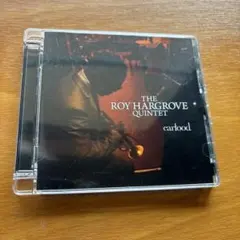 THE
ROY HARGROVE
QUINTET
earfood